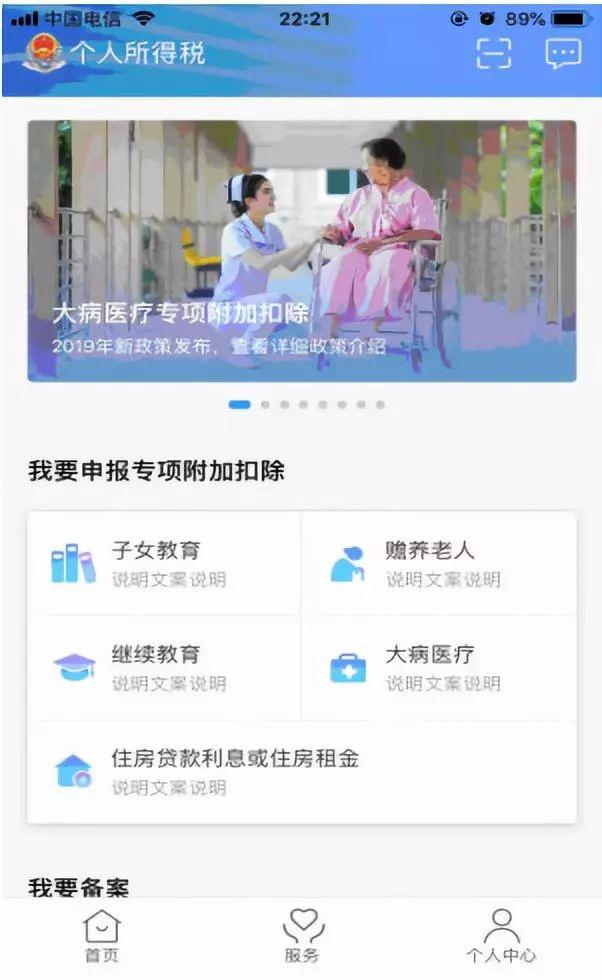 中国电信
22:21
89%
个人所得税
大病医疗专项附加扣除
2019年新政策发布，查看详细政策介绍
我要申报专项附加扣除
子女教育
说明文案说明
赡养老人
说明文案说明
继续教育
说明文案说明
大病医疗
说明文案说明
住房贷款利息或住房租金
说明文案说明
我要备案
首页
服务
个人中心